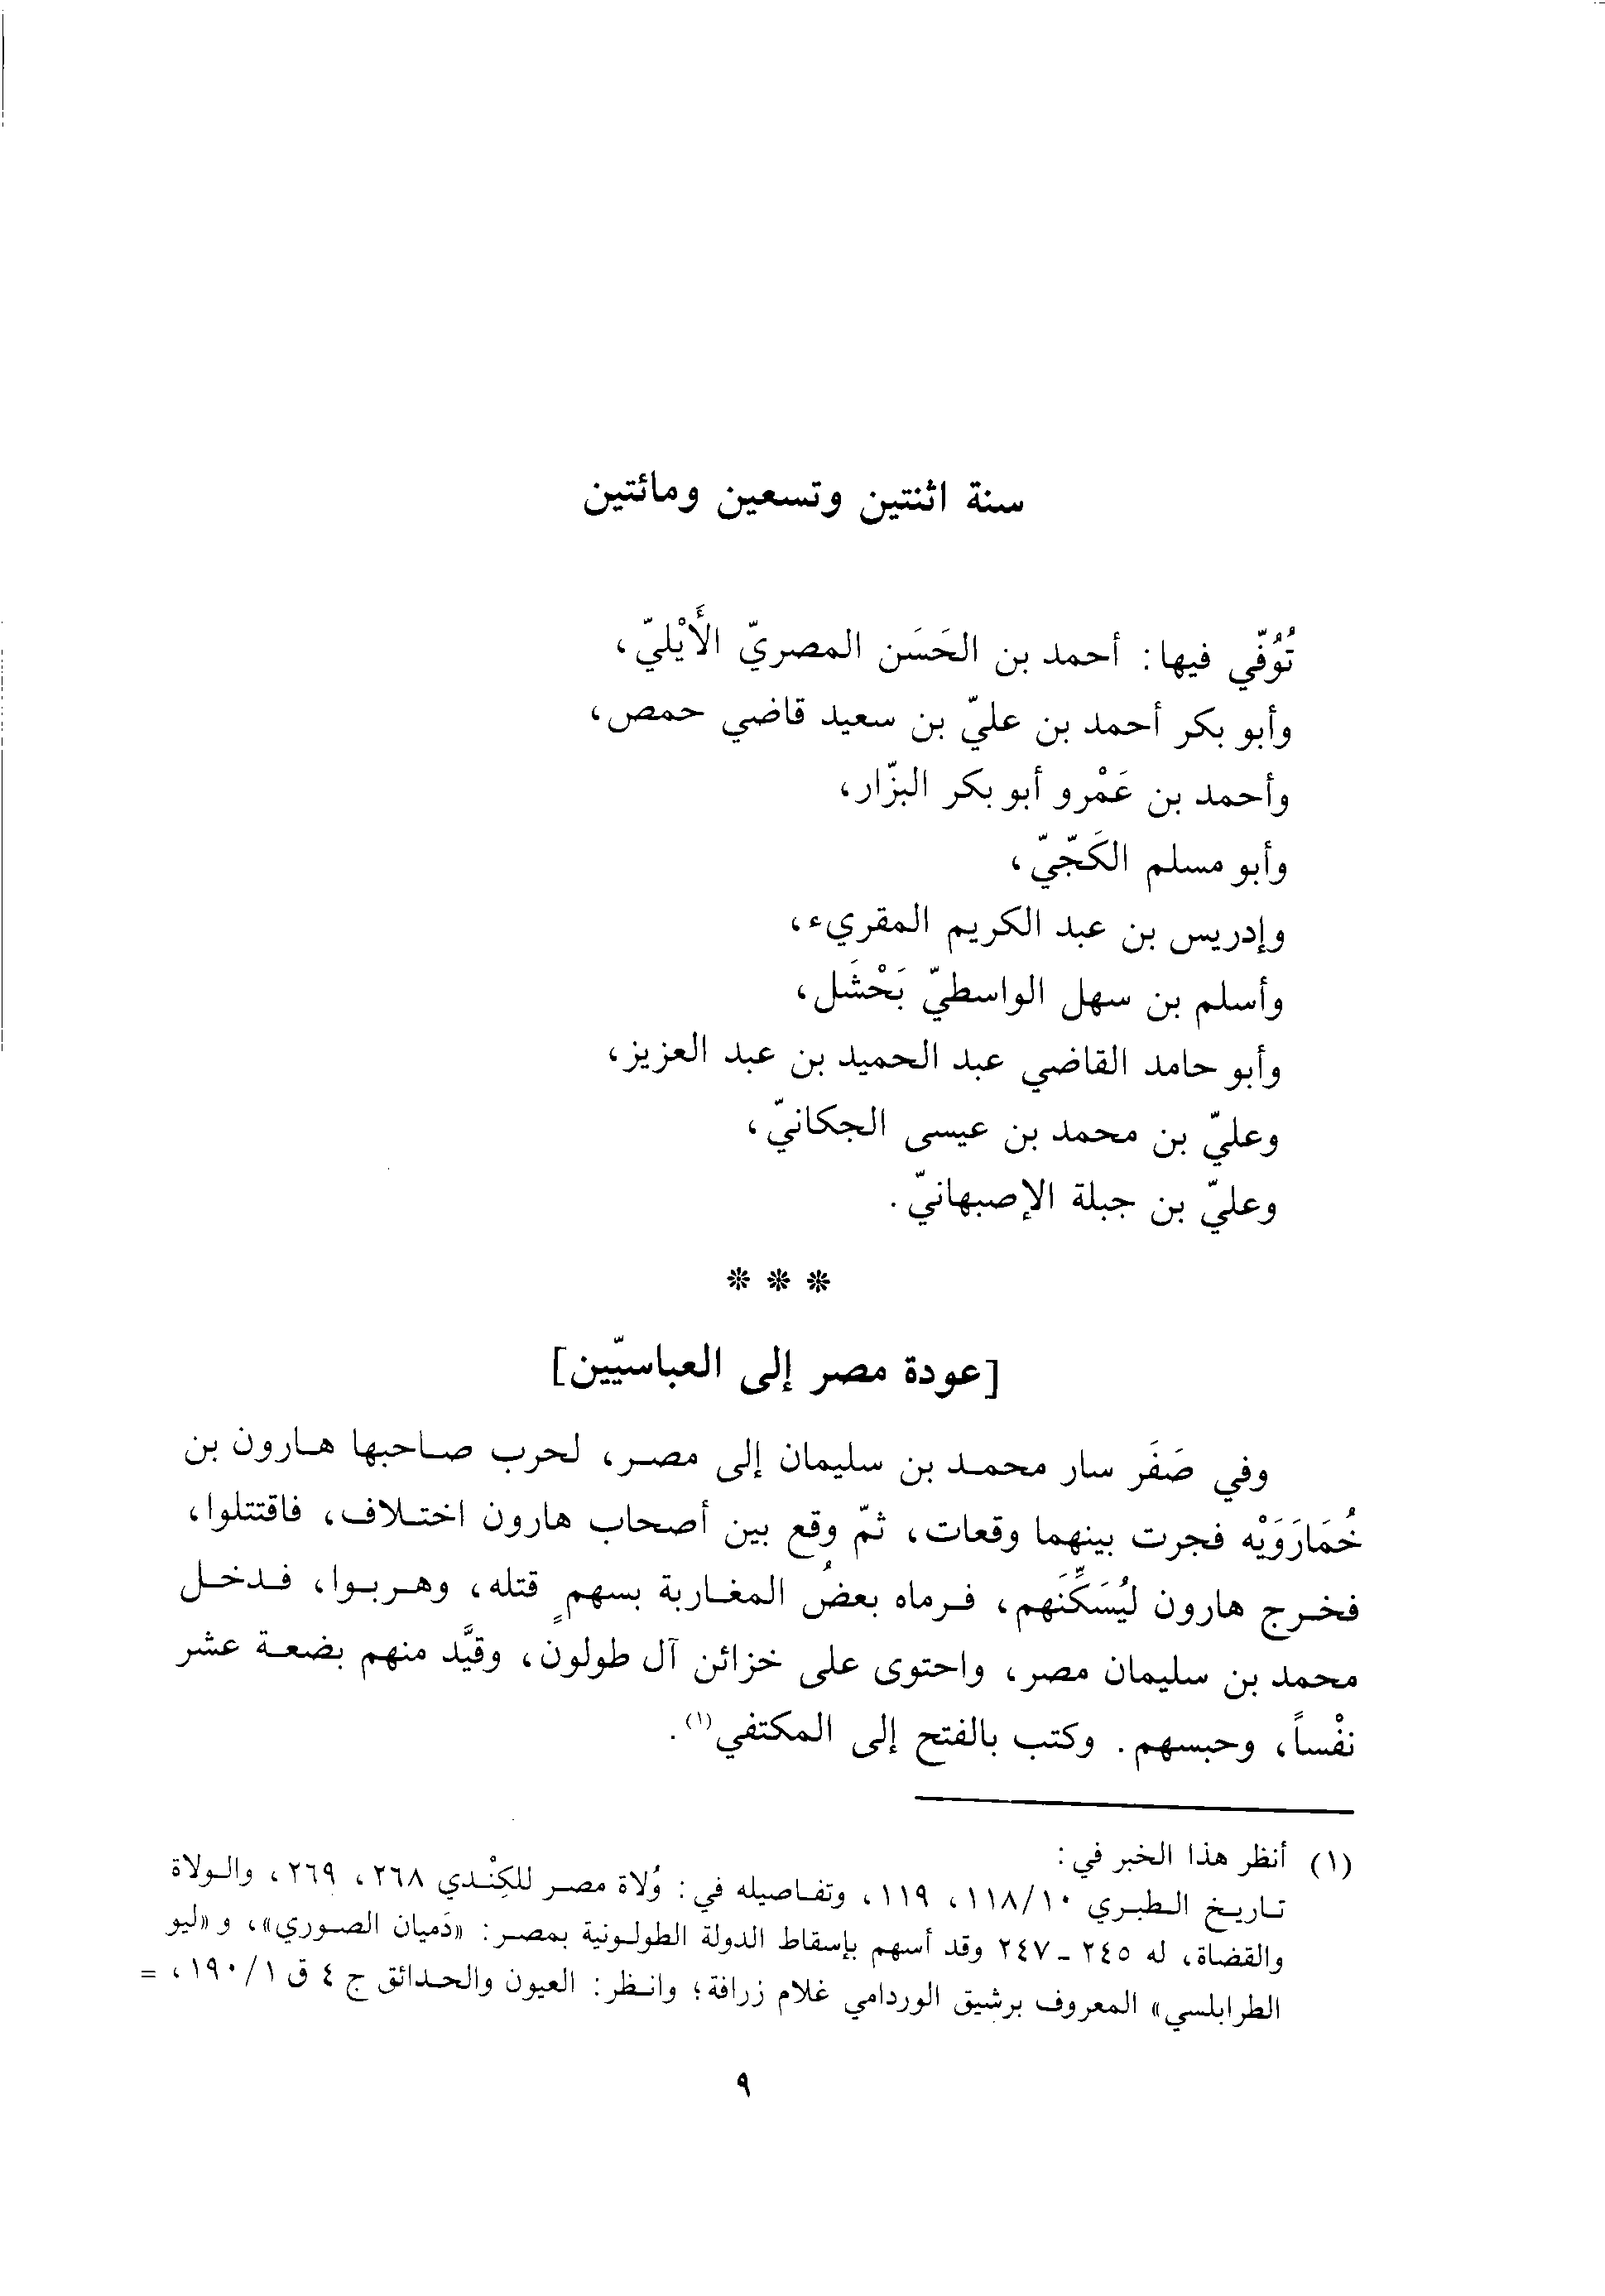 سنة اثنتين وتسعين ومائتين
تُوُفّي فيها: أحمد بن الحَسَن المصريّ الأَيْليّ،
وأبو بكر أحمد بن عليّ بن سعيد قاضي حمص،
وأحمد بن عَمْرو أبو بكر البزّار،
وأبو مسلم الكَجّيّ،
وإدريس بن عبد الكريم المقريء،
وأسلم بن سهل الواسطيّ بَحْشَل،
وأبو حامد القاضي عبد الحميد بن عبد العزيز،
وعليّ بن محمد بن عيسى الجكانيّ،
وعليّ بن جبلة الإصبهانيّ.
* * *
[عودة مصر إلى العباسيّين]
وفي صَفَر سار محمد بن سليمان إلى مصر، لحرب صاحبها هارون بن
خُمَارَوَيْه فجرت بينهما وقعات، ثمّ وقع بين أصحاب هارون اختلاف، فاقتتلوا،
فخرج هارون ليُسَكِّنَهم، فرماه بعضُ المغاربة بسهمٍ قتله، وهربوا، فدخل
محمد بن سليمان مصر، واحتوى على خزائن آل طولون، وقيَّد منهم بضعة عشر
نفْساً، وحبسهم. وكتب بالفتح إلى المكتفي(١).
(١) أنظر هذا الخبر في:
تاريخ الطبري ١١٨/١٠، ١١٩، وتفاصيله في: وُلاة مصر للكِنْدي ٢٦٨، ٢٦٩، والولاة
والقضاة، له ٢٤٥ - ٢٤٧ وقد أسهم بإسقاط الدولة الطولونية بمصر: «دَميان الصوري»، و«ليو
الطرابلسي» المعروف برشيق الوردامي غلام زرافة؛ وانظر: العيون والحدائق ج ٤ ق ١٩٠/١، =
٩